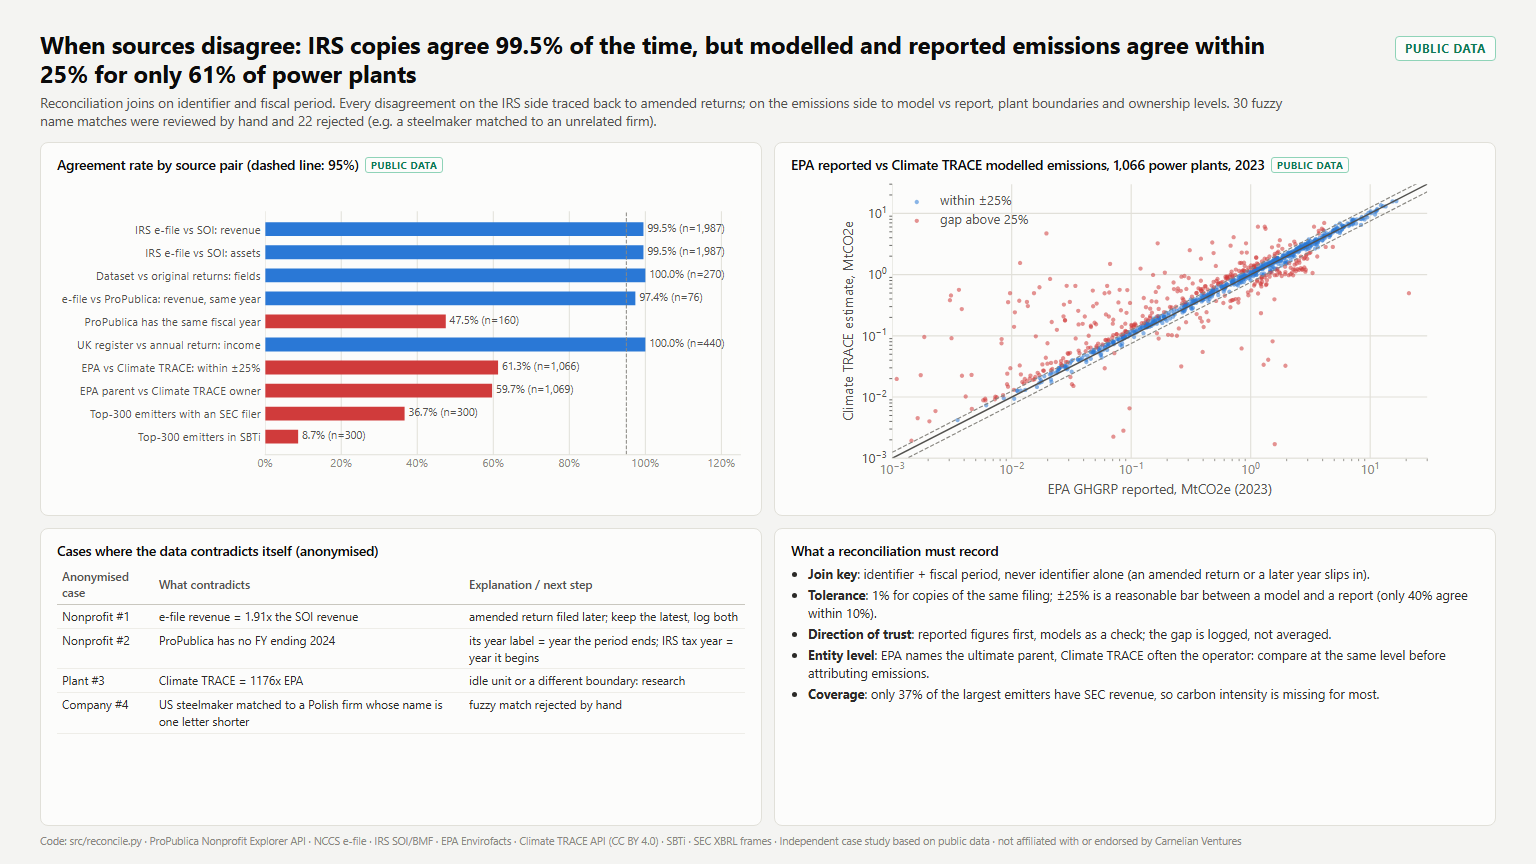 When sources disagree: IRS copies agree 99.5% of the time, but modelled and reported emissions agree within
25% for only 61% of power plants
PUBLIC DATA
Reconciliation joins on identifier and fiscal period. Every disagreement on the IRS side traced back to amended returns; on the emissions side to model vs report, plant boundaries and ownership levels. 30 fuzzy
name matches were reviewed by hand and 22 rejected (e.g. a steelmaker matched to an unrelated firm).
Agreement rate by source pair (dashed line: 95%) PUBLIC DATA
IRS e-file vs SOI: revenue 99.5% (n=1,987)
IRS e-file vs SOI: assets 99.5% (n=1,987)
Dataset vs original returns: fields 100.0% (n=270)
e-file vs ProPublica: revenue, same year 97.4% (n=76)
ProPublica has the same fiscal year 47.5% (n=160)
UK register vs annual return: income 100.0% (n=440)
EPA vs Climate TRACE: within ±25% 61.3% (n=1,066)
EPA parent vs Climate TRACE owner 59.7% (n=1,069)
Top-300 emitters with an SEC filer 36.7% (n=300)
Top-300 emitters in SBTi 8.7% (n=300)
0% 20% 40% 60% 80% 100% 120%
EPA reported vs Climate TRACE modelled emissions, 1,066 power plants, 2023 PUBLIC DATA
within ±25%
gap above 25%
Climate TRACE estimate, MtCO2e
10¹
10⁰
10⁻¹
10⁻²
10⁻³
10⁻³ 10⁻² 10⁻¹ 10⁰ 10¹
EPA GHGRP reported, MtCO2e (2023)
Cases where the data contradicts itself (anonymised)
Anonymised
case What contradicts Explanation / next step
Nonprofit #1 e-file revenue = 1.91x the SOI revenue amended return filed later; keep the latest, log both
Nonprofit #2 ProPublica has no FY ending 2024 its year label = year the period ends; IRS tax year =
year it begins
Plant #3 Climate TRACE = 1176x EPA idle unit or a different boundary: research
Company #4 US steelmaker matched to a Polish firm whose name is fuzzy match rejected by hand
one letter shorter
What a reconciliation must record
• Join key: identifier + fiscal period, never identifier alone (an amended return or a later year slips in).
• Tolerance: 1% for copies of the same filing; ±25% is a reasonable bar between a model and a report (only 40% agree
within 10%).
• Direction of trust: reported figures first, models as a check; the gap is logged, not averaged.
• Entity level: EPA names the ultimate parent, Climate TRACE often the operator: compare at the same level before
attributing emissions.
• Coverage: only 37% of the largest emitters have SEC revenue, so carbon intensity is missing for most.
Code: src/reconcile.py · ProPublica Nonprofit Explorer API · NCCS e-file · IRS SOI/BMF · EPA Envirofacts · Climate TRACE API (CC BY 4.0) · SBTi · SEC XBRL frames · Independent case study based on public data · not affiliated with or endorsed by Carnelian Ventures